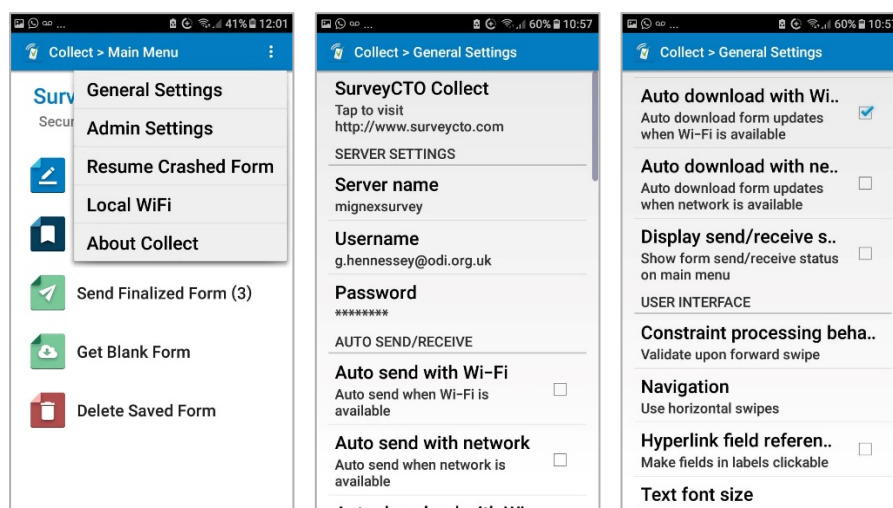 41% 12:01
Collect > Main Menu
Surv
Secur
General Settings
Admin Settings
Resume Crashed Form
Local WiFi
About Collect
Send Finalized Form (3)
Get Blank Form
Delete Saved Form
... 60% 10:57
Collect > General Settings
SurveyCTO Collect
Tap to visit
http://www.surveycto.com
SERVER SETTINGS
Server name
mignexsurvey
Username
g.hennessey@odi.org.uk
Password
********
AUTO SEND/RECEIVE
Auto send with Wi-Fi
Auto send when Wi-Fi is
available
Auto send with network
Auto send when network is
available
... 60% 10:57
Collect > General Settings
Auto download with Wi..
Auto download form updates
when Wi-Fi is available
Auto download with ne..
Auto download form updates
when network is available
Display send/receive s..
Show form send/receive status
on main menu
USER INTERFACE
Constraint processing beha..
Validate upon forward swipe
Navigation
Use horizontal swipes
Hyperlink field referen..
Make fields in labels clickable
Text font size